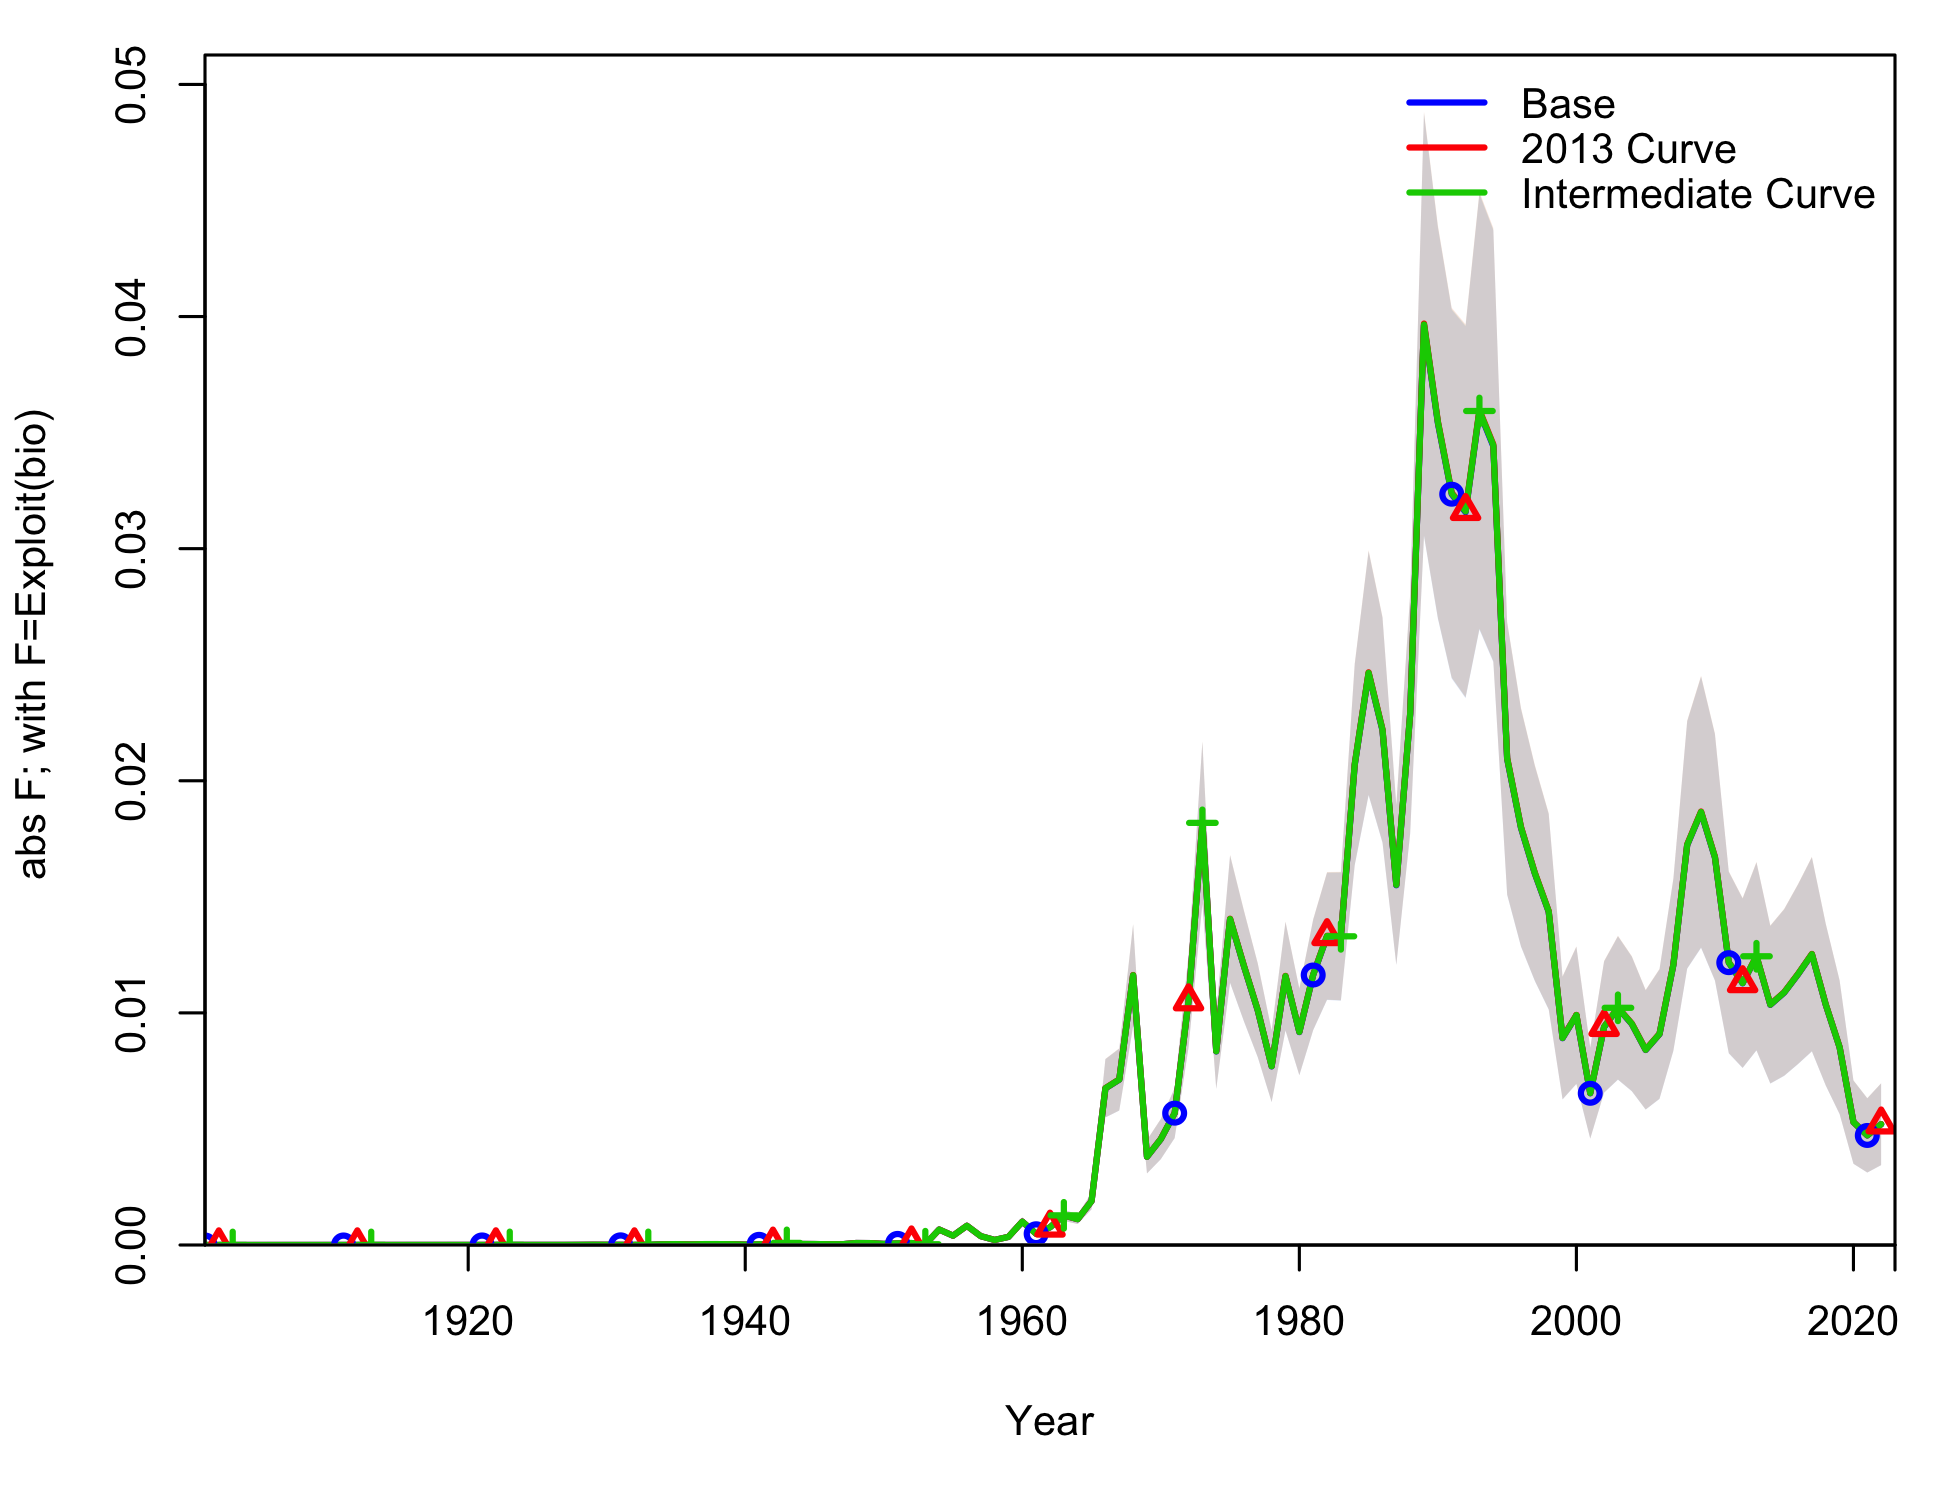 0.05
0.04
0.03
0.02
0.01
0.00
abs F; with F=Exploit(bio)
Base
2013 Curve
Intermediate Curve
1920 1940 1960 1980 2000 2020
Year